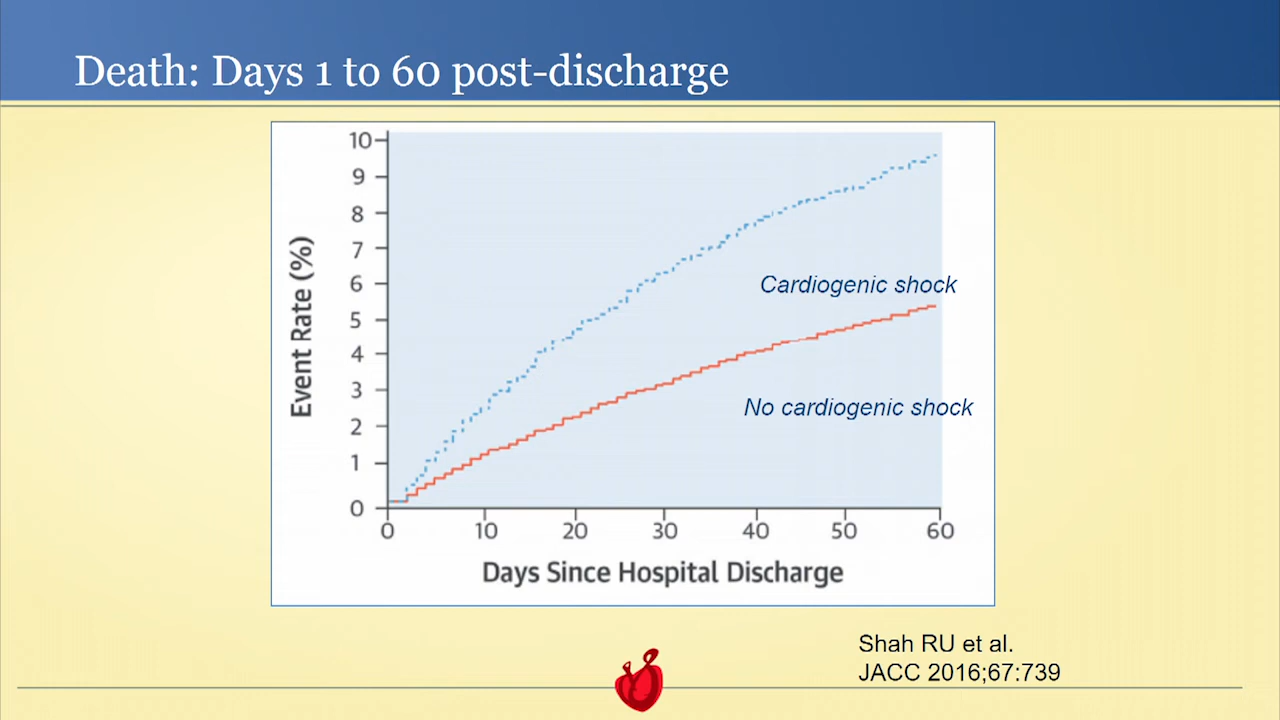 Death: Days 1 to 60 post-discharge
10
9
8
7
6
5
4
3
2
1
0
Event Rate (%)
Cardiogenic shock
No cardiogenic shock
0 10 20 30 40 50 60
Days Since Hospital Discharge
Shah RU et al.
JACC 2016;67:739